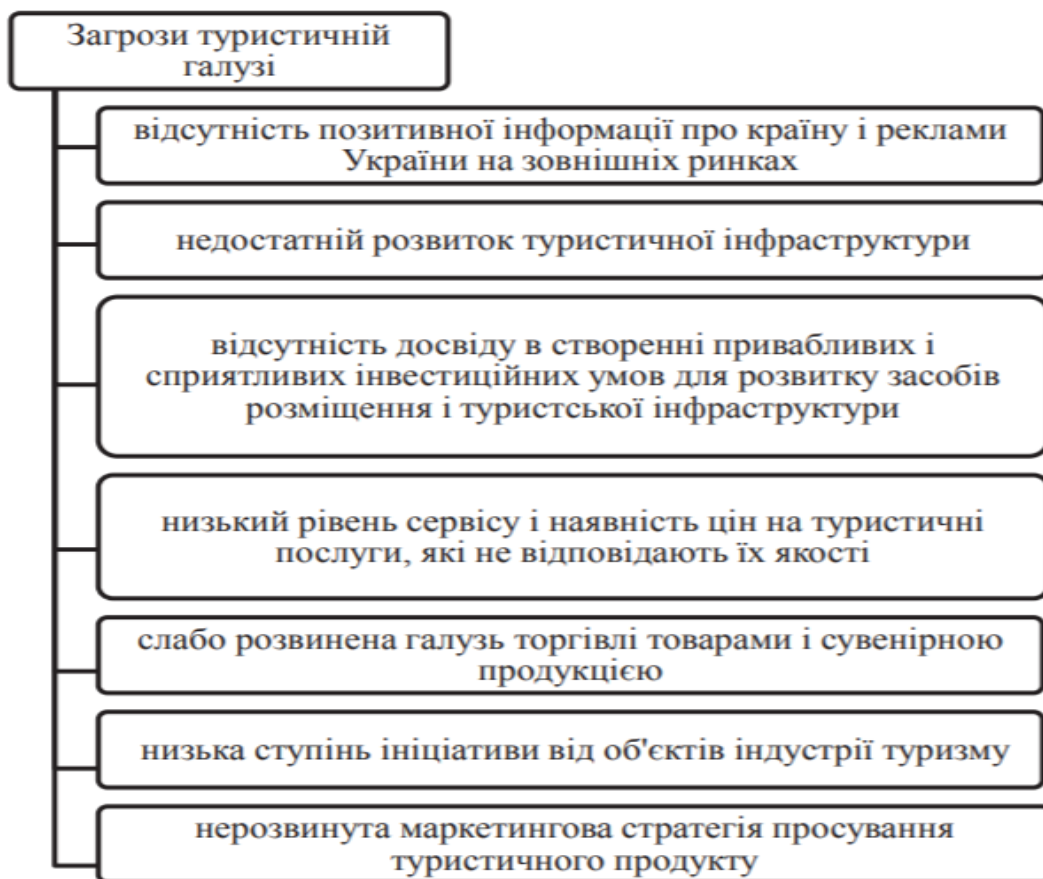 Загрози туристичній
галузі
відсутність позитивної інформації про країну і реклами
України на зовнішніх ринках
недостатній розвиток туристичної інфраструктури
відсутність досвіду в створенні привабливих і
сприятливих інвестиційних умов для розвитку засобів
розміщення і туристської інфраструктури
низький рівень сервісу і наявність цін на туристичні
послуги, які не відповідають їх якості
слабо розвинена галузь торгівлі товарами і сувенірною
продукцією
низька ступінь ініціативи від об'єктів індустрії туризму
нерозвинута маркетингова стратегія просування
туристичного продукту